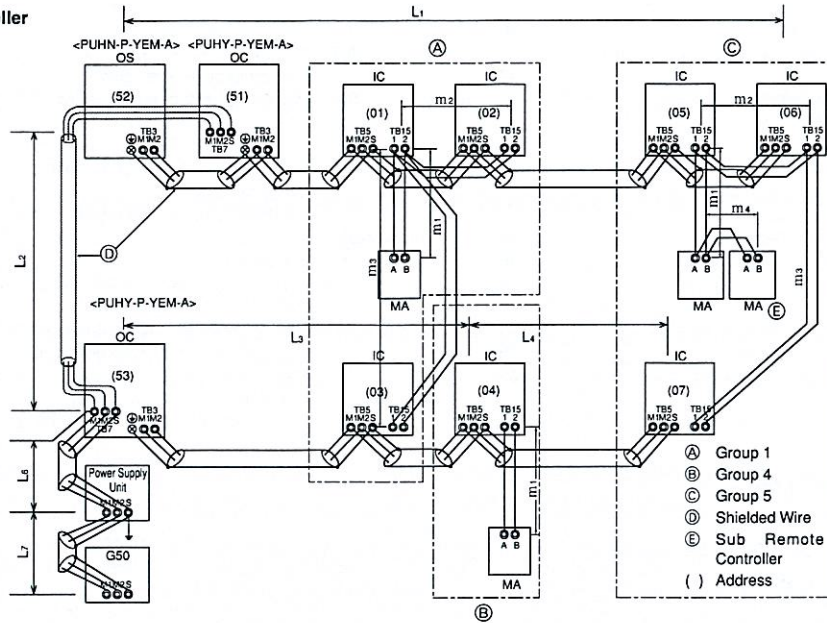 ller
L1
<PUHN-P-YEM-A>
OS
(52)
TB3
M1M2
<PUHY-P-YEM-A>
OC
(51)
M1M2S
TB7
TB3
M1M2
A
IC
(01)
TB5
M1M2S
TB15
1 2
m2
IC
(02)
TB5
M1M2S
TB15
1 2
C
IC
(05)
TB5
M1M2S
TB15
1 2
m2
IC
(06)
TB5
M1M2S
TB15
1 2
L2
D
m3
m1
A B
MA
m1
m4
A B
MA
A B
MA
E
m3
<PUHY-P-YEM-A>
OC
(53)
M1M2S
TB7
TB3
M1M2
L3
L4
IC
(03)
TB5
M1M2S
TB15
1 2
IC
(04)
TB5
M1M2S
TB15
1 2
IC
(07)
TB5
M1M2S
TB15
1 2
m1
A B
MA
B
L6
Power Supply
Unit
M1M2S
L7
G50
M1M2S
A Group 1
B Group 4
C Group 5
D Shielded Wire
E Sub Remote
Controller
( ) Address